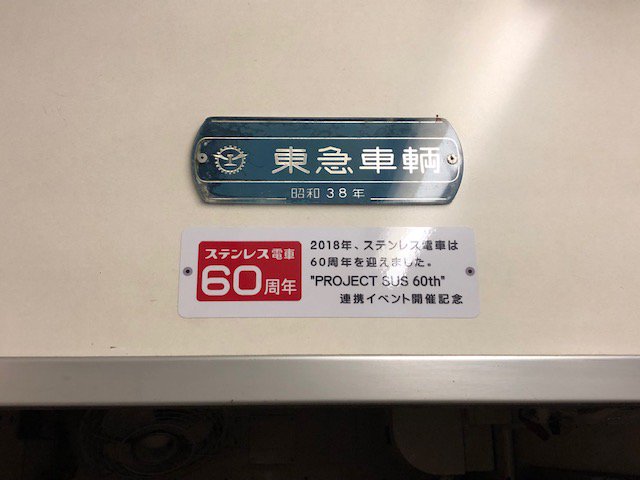 東急車輌
昭和38年
ステンレス電車
60周年
2018年、ステンレス電車は
60周年を迎えました。
"PROJECT SUS 60th"
連携イベント開催記念